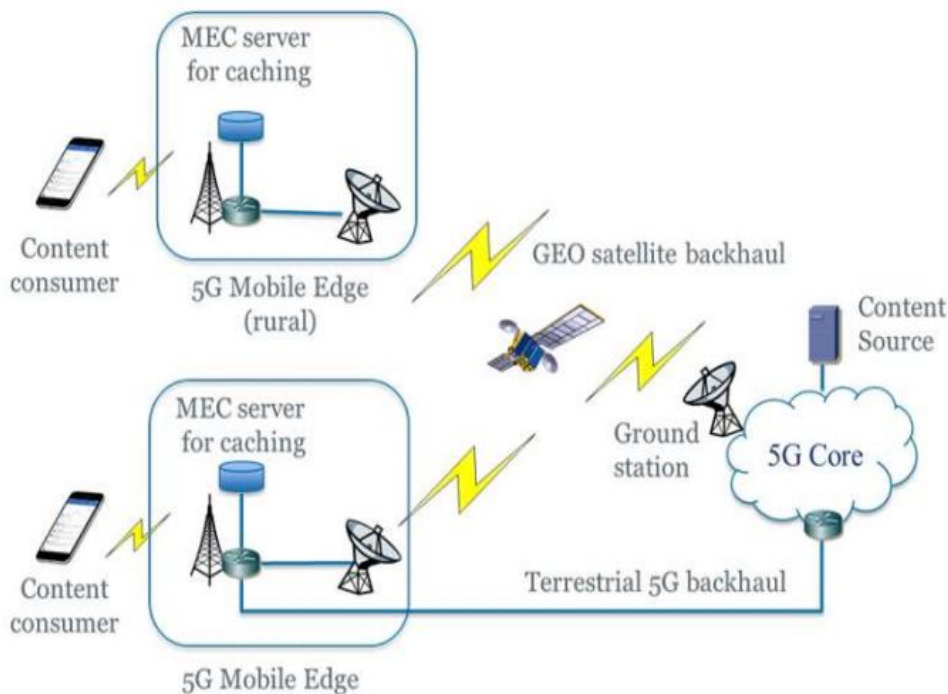 MEC server
for caching
Content
consumer
5G Mobile Edge
(rural)
GEO satellite backhaul
Content
Source
MEC server
for caching
Ground
station
5G Core
Content
consumer
Terrestrial 5G backhaul
5G Mobile Edge